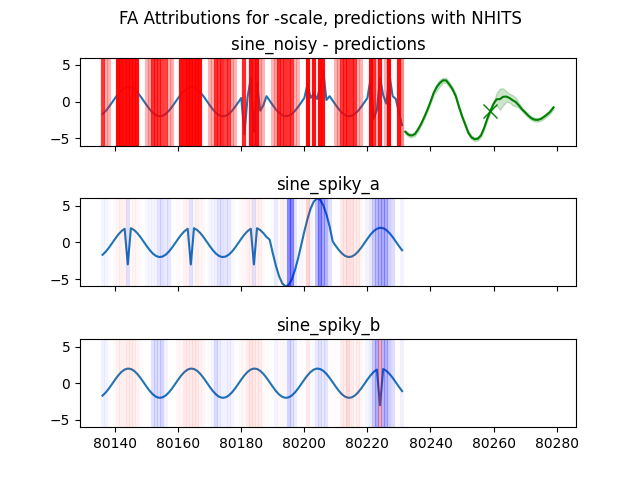 FA Attributions for -scale, predictions with NHITS
sine_noisy - predictions
5
0
−5
sine_spiky_a
5
0
−5
sine_spiky_b
5
0
−5
80140 80160 80180 80200 80220 80240 80260 80280